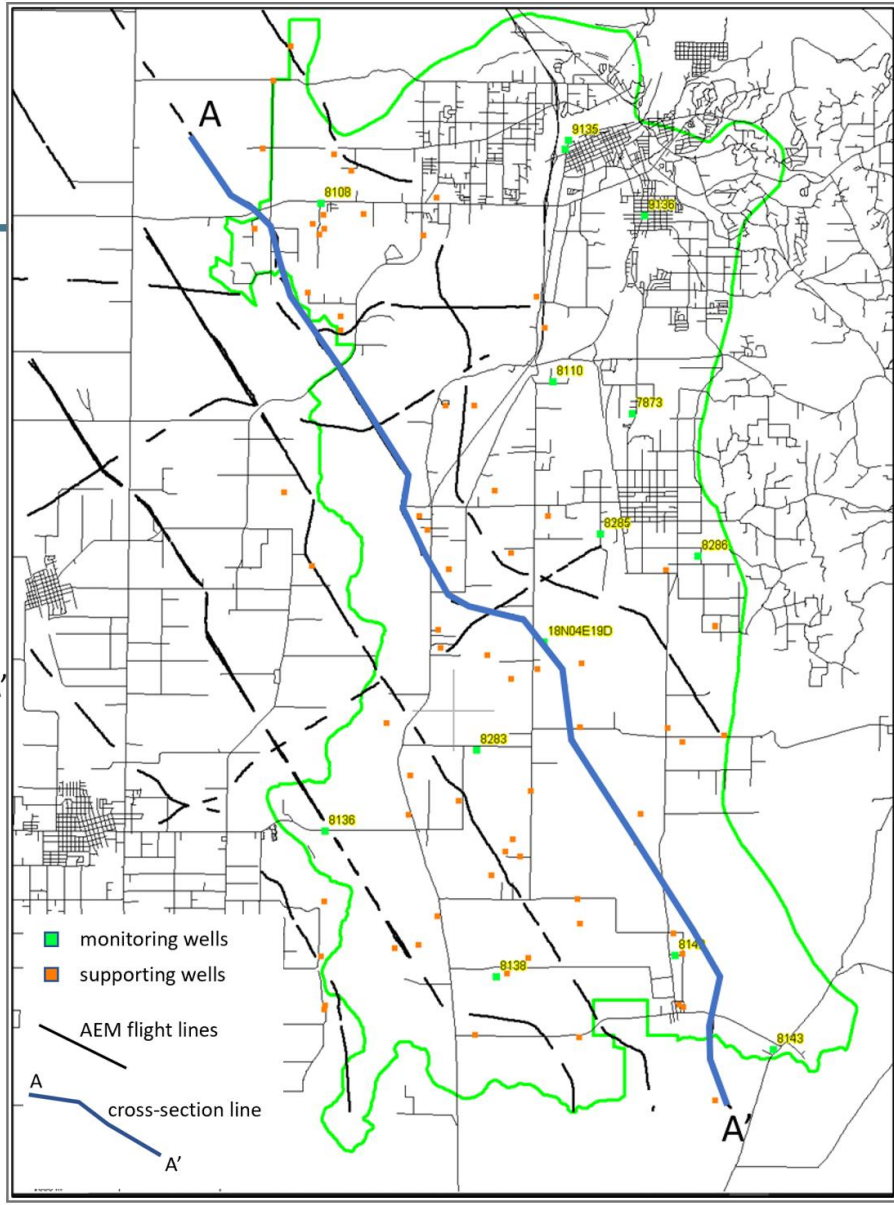 A
9135
8108
9136
8110
7873
8285
8286
18N04E19D
8283
8136
monitoring wells
supporting wells
8138
AEM flight lines
8143
A
cross-section line
A'
A'